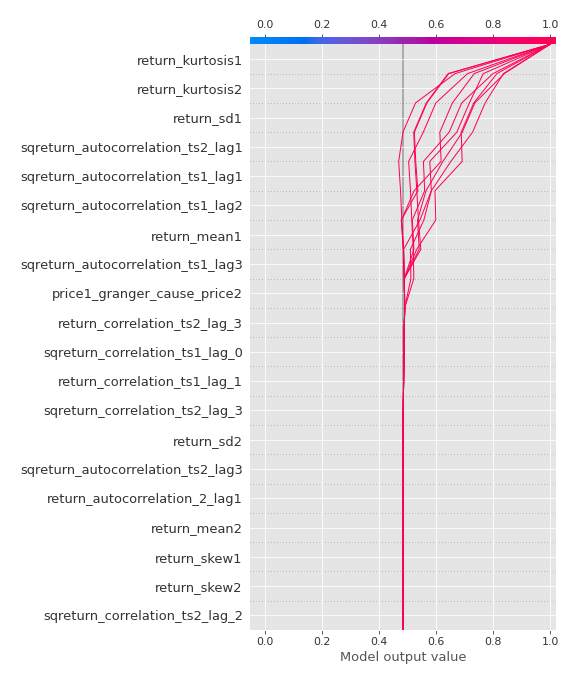 0.0 0.2 0.4 0.6 0.8 1.0
return_kurtosis1
return_kurtosis2
return_sd1
sqreturn_autocorrelation_ts2_lag1
sqreturn_autocorrelation_ts1_lag1
sqreturn_autocorrelation_ts1_lag2
return_mean1
sqreturn_autocorrelation_ts1_lag3
price1_granger_cause_price2
return_correlation_ts2_lag_3
sqreturn_correlation_ts1_lag_0
return_correlation_ts1_lag_1
sqreturn_correlation_ts2_lag_3
return_sd2
sqreturn_autocorrelation_ts2_lag3
return_autocorrelation_2_lag1
return_mean2
return_skew1
return_skew2
sqreturn_correlation_ts2_lag_2
0.0 0.2 0.4 0.6 0.8 1.0
Model output value